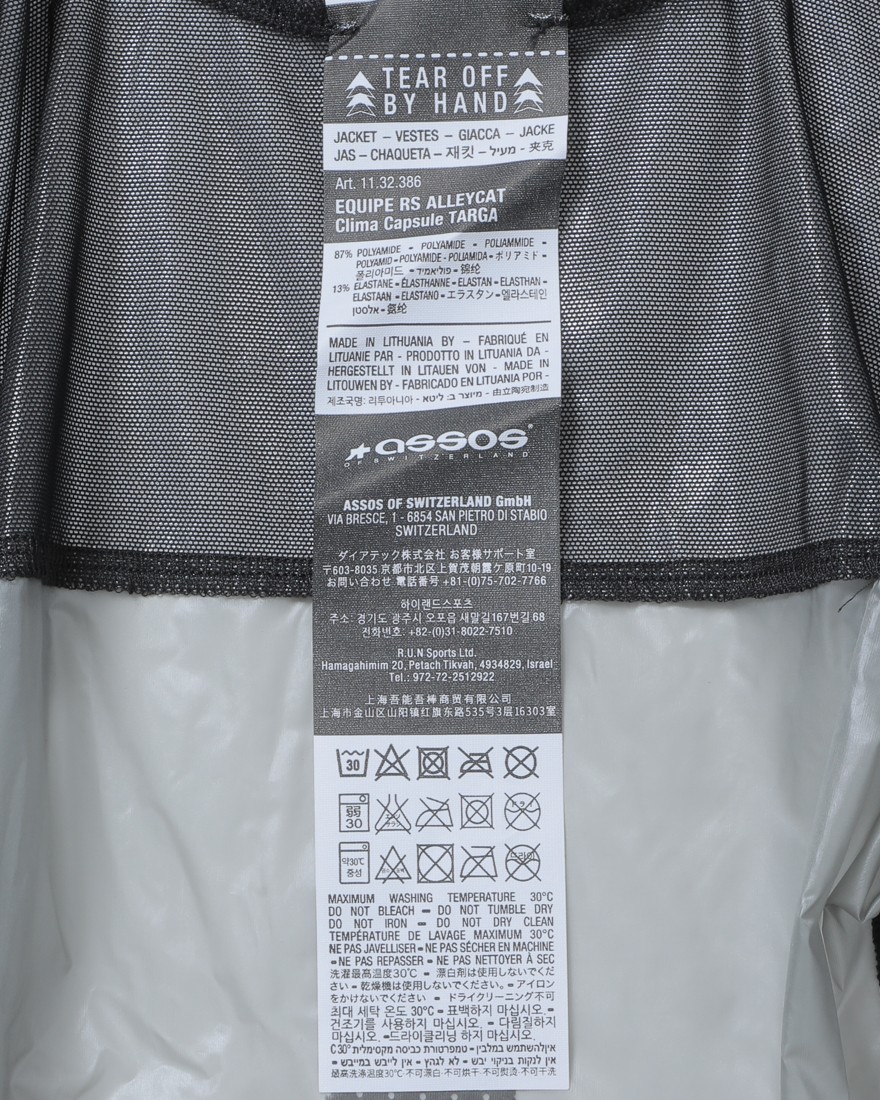 TEAR OFF
BY HAND
JACKET – VESTES – GIACCA – JACKE
JAS – CHAQUETA – 재킷 – מעיל - 夹克
Art. 11.32.386
EQUIPE RS ALLEYCAT
Clima Capsule TARGA
87% POLYAMIDE - POLYAMIDE - POLIAMMIDE -
POLYAMID - POLYAMIDE - POLIAMIDA - ポリアミド -
폴리아미드 - פוליאמיד - 锦纶
13% ELASTANE - ÉLASTHANNE - ELASTAN - ELASTHAN -
ELASTAAN - ELASTANO - エラスタン - 엘라스테인
אלסטן - 氨纶
MADE IN LITHUANIA BY – FABRIQUÉ EN
LITUANIE PAR - PRODOTTO IN LITUANIA DA -
HERGESTELLT IN LITAUEN VON - MADE IN
LITOUWEN BY - FABRICADO EN LITUANIA POR -
제조국명: 리투아니아 - מיוצר ב: ליטא - 由立陶宛制造
assos®
OF SWITZERLAND
ASSOS OF SWITZERLAND GmbH
VIA BRESCE, 1 - 6854 SAN PIETRO DI STABIO
SWITZERLAND
ダイアテック株式会社 お客様サポート室
〒603-8035 京都市北区上賀茂朝露ケ原町10-19
お問い合わせ 電話番号 +81-(0)75-702-7766
하이랜드스포츠
주소: 경기도 광주시 오포읍 새말길167번길 68
전화번호: +82-(0)31-8022-7510
R.U.N Sports Ltd.
Hamagahimim 20, Petach Tikvah, 4934829, Israel
Tel.: 972-72-2512922
上海吾能吾棒商贸有限公司
上海市金山区山阳镇红旗东路535号3层16303室
30
弱
30
エンソ
サラシ
ドライ
약30℃
중성
드라이
MAXIMUM WASHING TEMPERATURE 30°C
DO NOT BLEACH - DO NOT TUMBLE DRY
DO NOT IRON - DO NOT DRY CLEAN
TEMPÉRATURE DE LAVAGE MAXIMUM 30°C
NE PAS JAVELLISER - NE PAS SÉCHER EN MACHINE
- NE PAS REPASSER - NE PAS NETTOYER À SEC
洗濯最高温度30℃ - 漂白剤は使用しないでくだ
さい - 乾燥機は使用しないでください。- アイロン
をかけないでください - ドライクリーニング不可
최대 세탁 온도 30℃ - 표백하지 마십시오. -
건조기를 사용하지 마십시오. - 다림질하지
마십시오. - 드라이클리닝 하지 마십시오.
אין להשתמש במלבין - טמפרטורת כביסה מקסימלית 30°C
אין לנקות בניקוי יבש - לא לגהץ - אין לייבש במייבש -
最高洗涤温度30℃ 不可漂白·不可烘干·不可熨烫·不可干洗